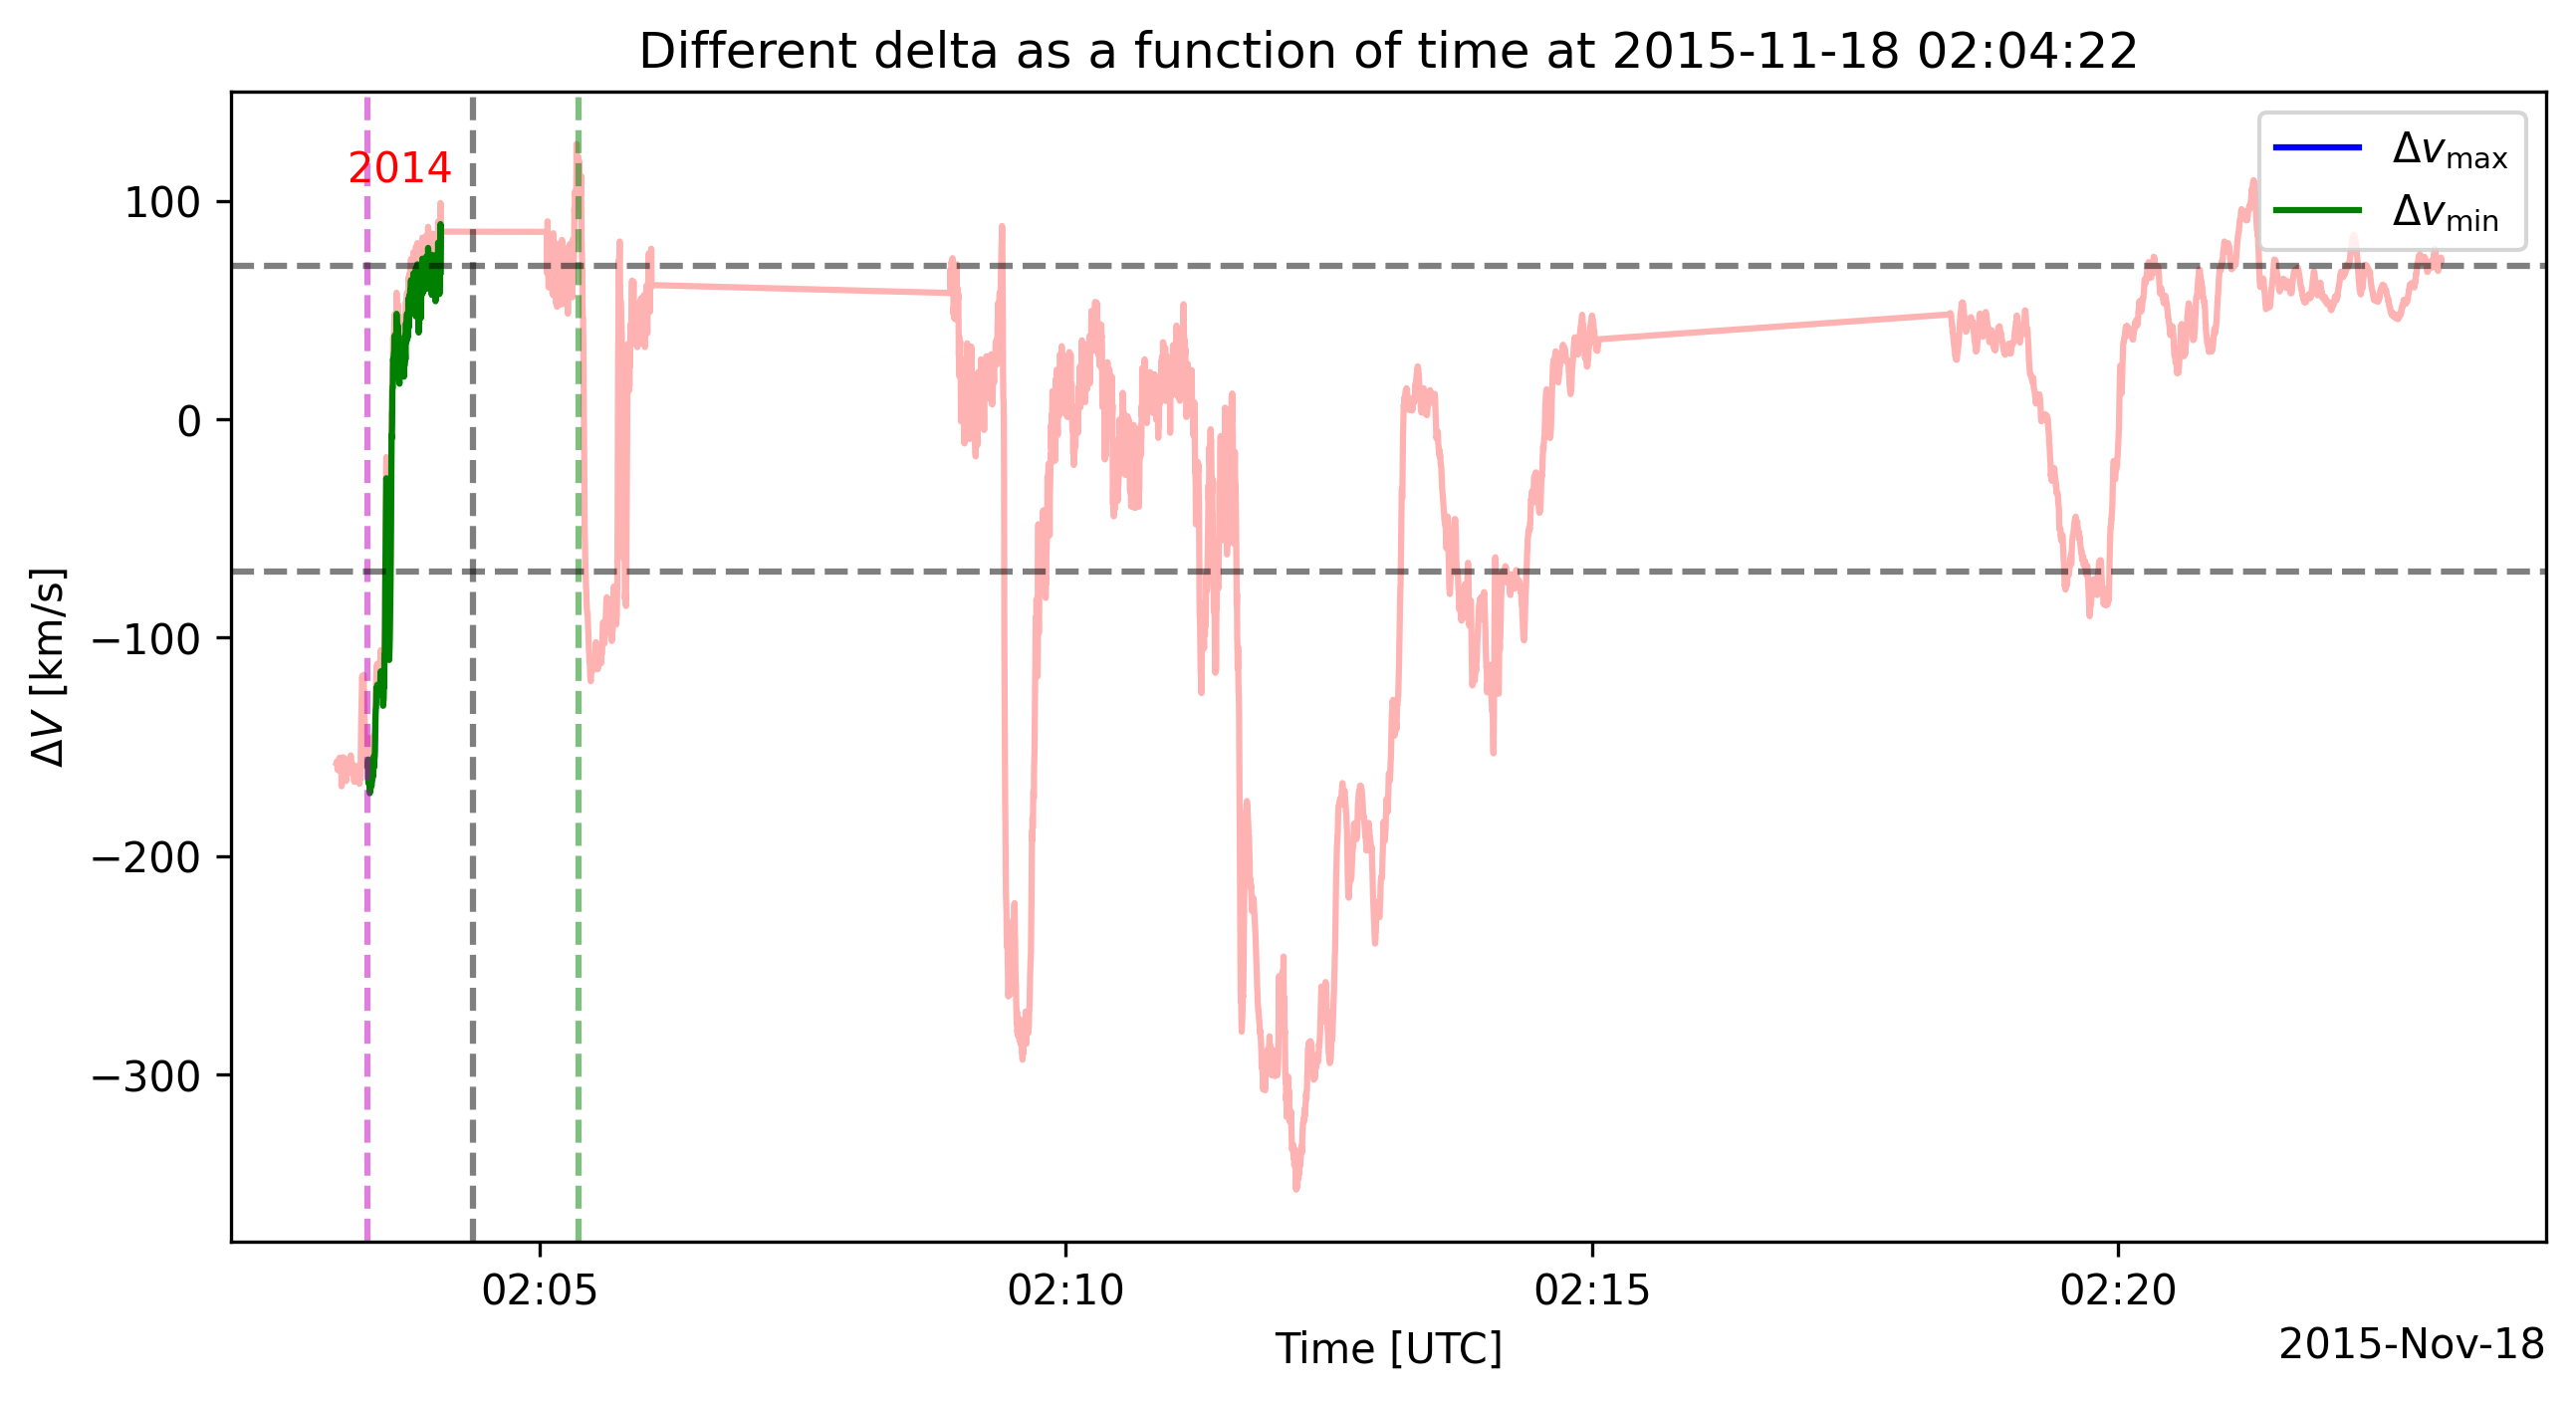 Different delta as a function of time at 2015-11-18 02:04:22
2014
Δv_max
Δv_min
100
0
−100
−200
−300
ΔV [km/s]
02:05
02:10
02:15
02:20
Time [UTC]
2015-Nov-18